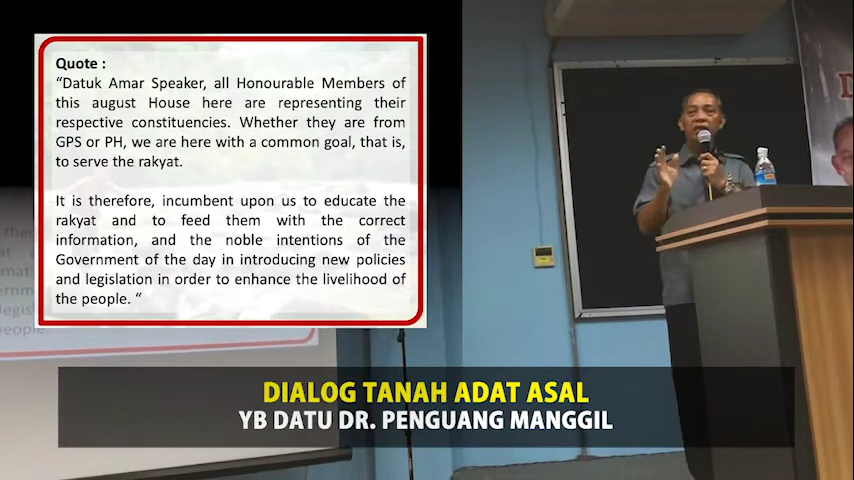 Quote :
“Datuk Amar Speaker, all Honourable Members of
this august House here are representing their
respective constituencies. Whether they are from
GPS or PH, we are here with a common goal, that is,
to serve the rakyat.
It is therefore, incumbent upon us to educate the
rakyat and to feed them with the correct
information, and the noble intentions of the
Government of the day in introducing new policies
and legislation in order to enhance the livelihood of
the people. “
DIALOG TANAH ADAT ASAL
YB DATU DR. PENGUANG MANGGIL